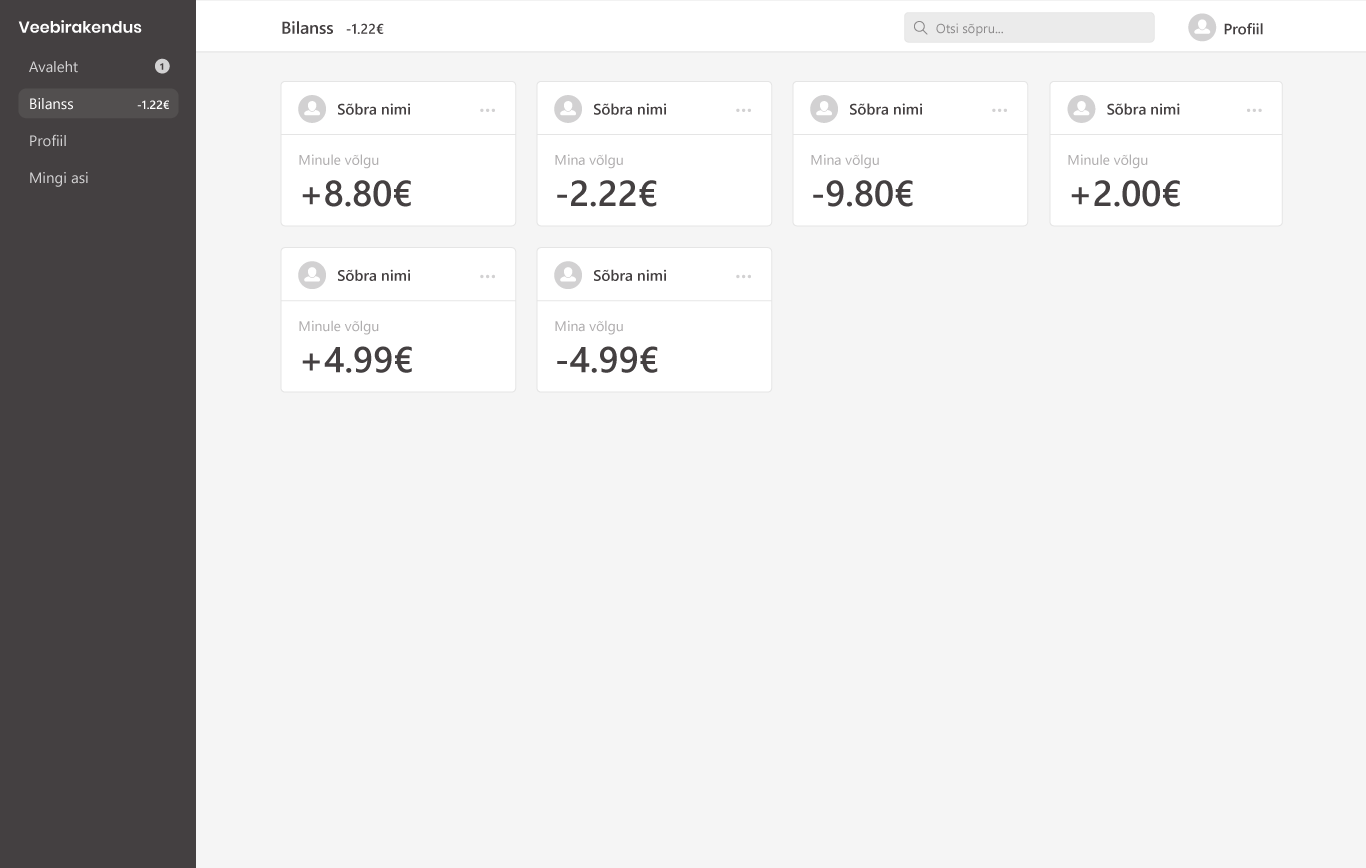 Veebirakendus
Avaleht 1
Bilanss -1.22€
Profiil
Mingi asi
Bilanss -1.22€
Otsi sõpru...
Profiil
Sõbra nimi
Minule võlgu
+8.80€
Sõbra nimi
Mina võlgu
-2.22€
Sõbra nimi
Mina võlgu
-9.80€
Sõbra nimi
Minule võlgu
+2.00€
Sõbra nimi
Minule võlgu
+4.99€
Sõbra nimi
Mina võlgu
-4.99€